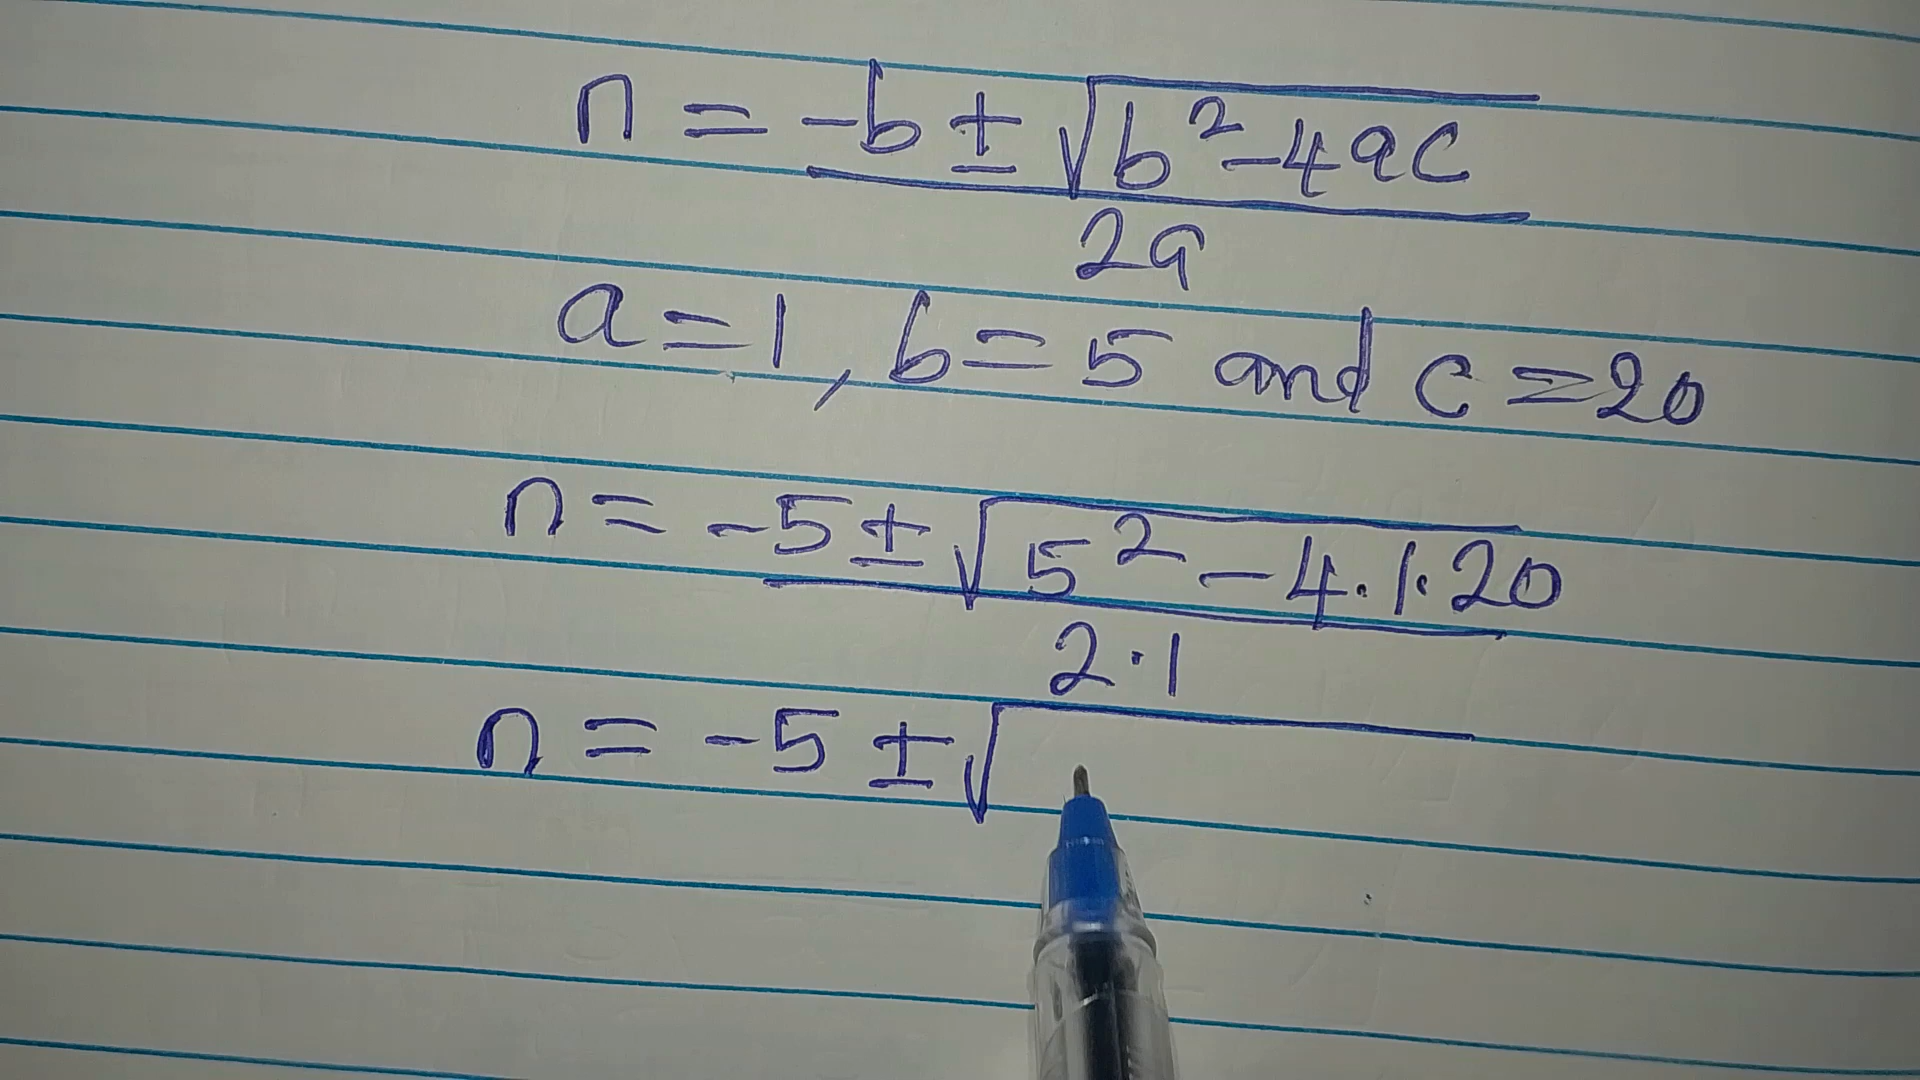 n = -b ± √b²-4ac
2a
a = 1, b = 5 and c = 20
n = -5 ± √5² - 4·1·20
2·1
n = -5 ± √